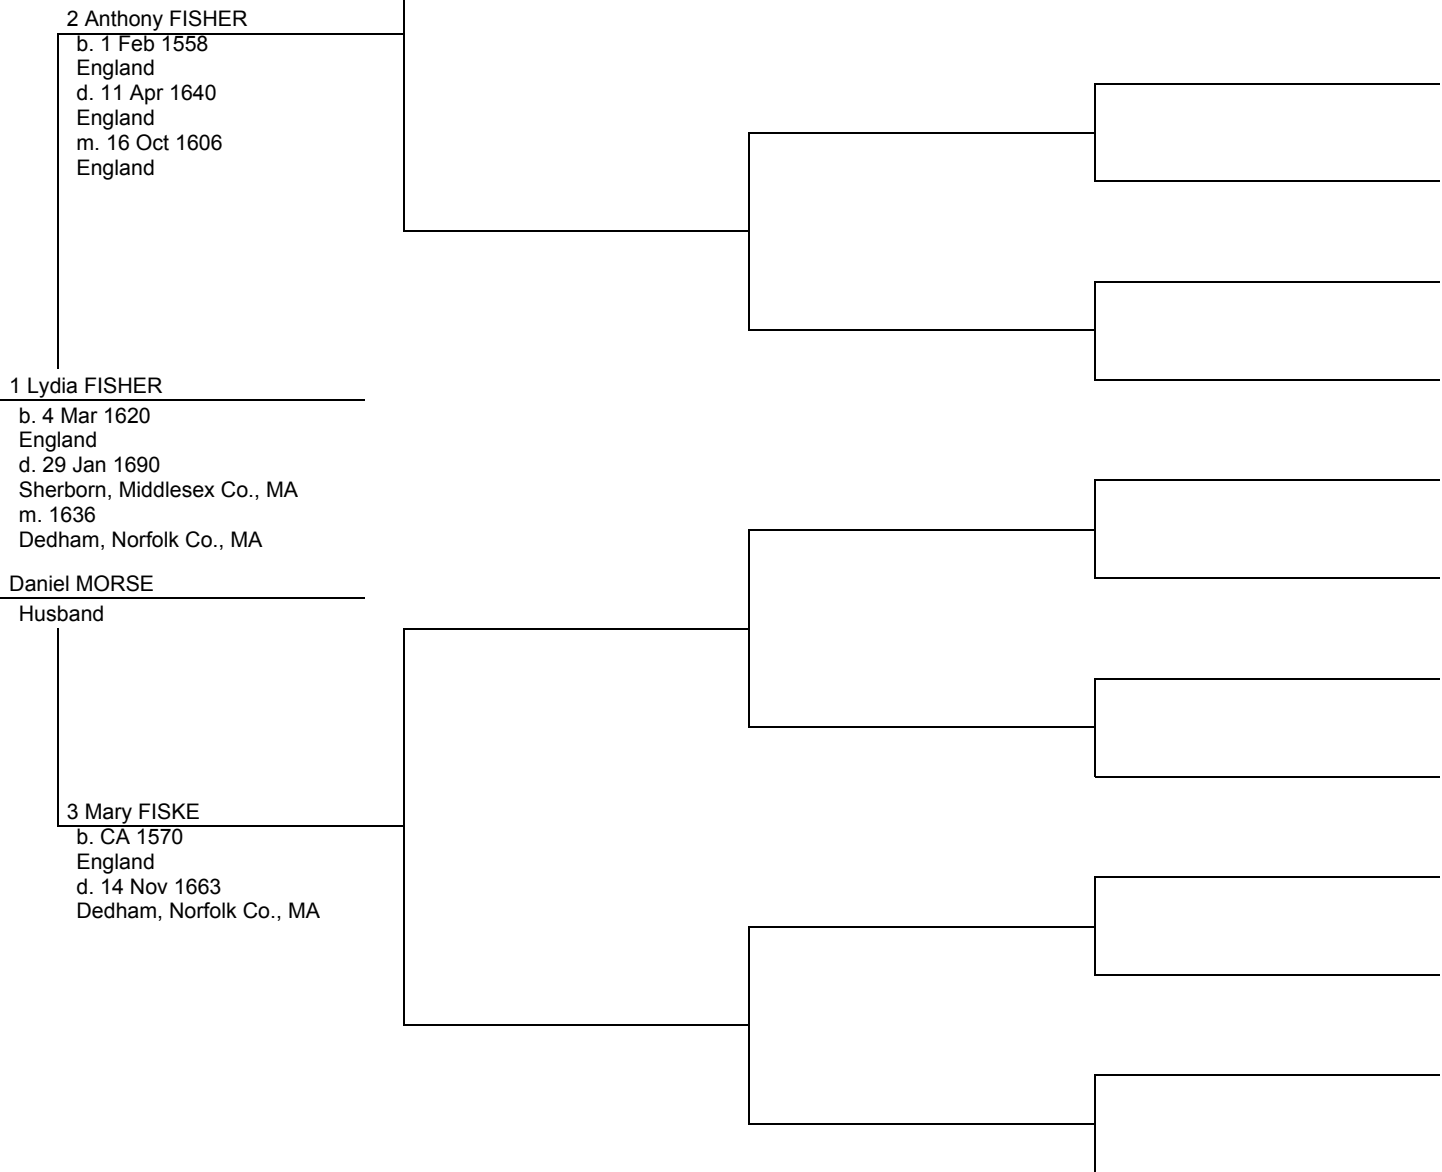 2 Anthony FISHER
b. 1 Feb 1558
England
d. 11 Apr 1640
England
m. 16 Oct 1606
England
1 Lydia FISHER
b. 4 Mar 1620
England
d. 29 Jan 1690
Sherborn, Middlesex Co., MA
m. 1636
Dedham, Norfolk Co., MA
Daniel MORSE
Husband
3 Mary FISKE
b. CA 1570
England
d. 14 Nov 1663
Dedham, Norfolk Co., MA